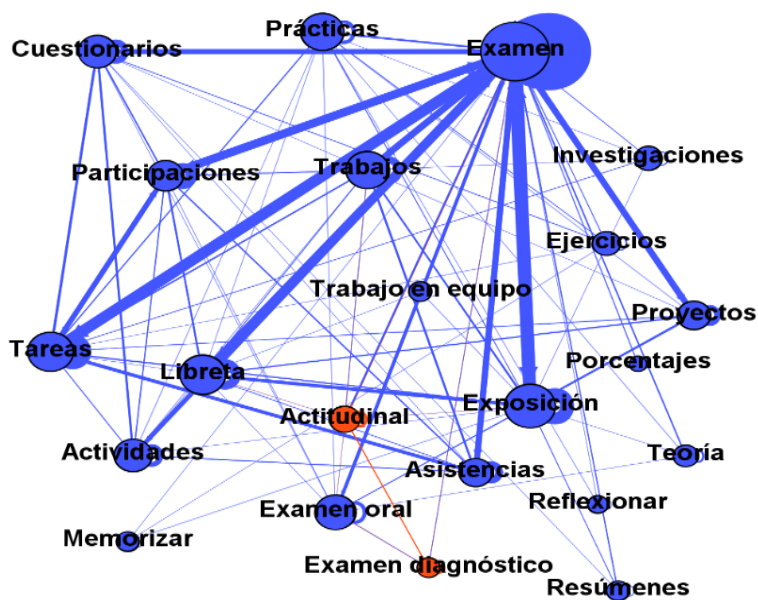 Prácticas
Cuestionarios
Examen
Investigaciones
Participaciones
Trabajos
Ejercicios
Trabajo en equipo
Proyectos
Tareas
Libreta
Porcentajes
Actitudinal
Exposición
Actividades
Asistencias
Teoría
Examen oral
Reflexionar
Memorizar
Examen diagnóstico
Resúmenes